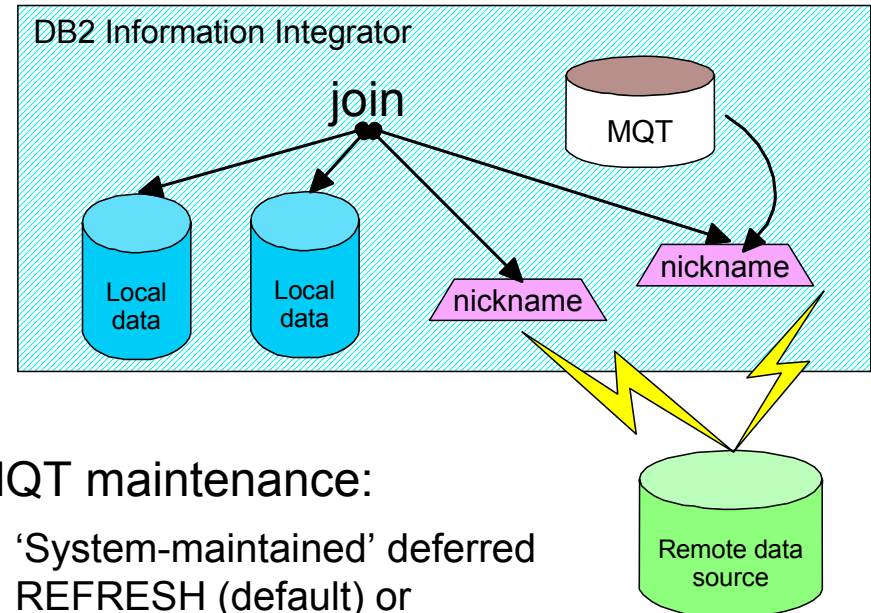 DB2 Information Integrator
join
MQT
Local
data
Local
data
nickname
nickname
MQT maintenance:
‘System-maintained’ deferred
REFRESH (default) or
Remote data
source